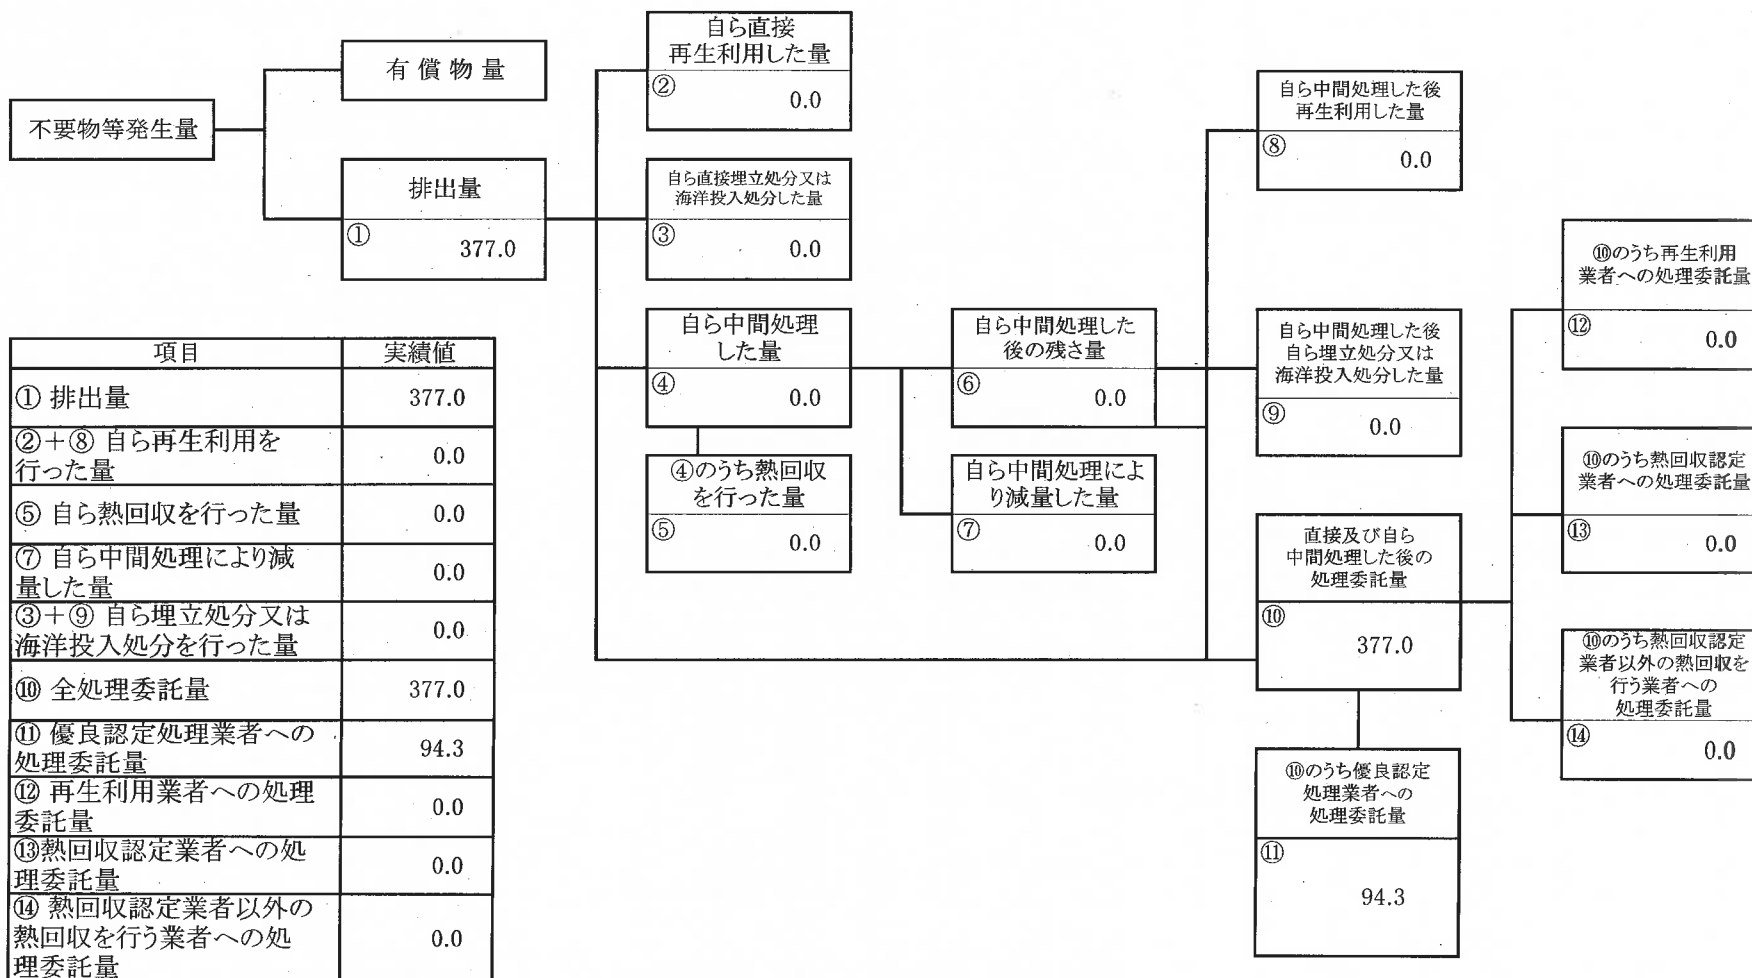 不要物等発生量
有償物量
排出量
①
377.0
自ら直接
再生利用した量
②
0.0
自ら直接埋立処分又は
海洋投入処分した量
③
0.0
自ら中間処理
した量
④
0.0
④のうち熱回収
を行った量
⑤
0.0
自ら中間処理した
後の残さ量
⑥
0.0
自ら中間処理によ
り減量した量
⑦
0.0
自ら中間処理した後
再生利用した量
⑧
0.0
自ら中間処理した後
自ら埋立処分又は
海洋投入処分した量
⑨
0.0
直接及び自ら
中間処理した後の
処理委託量
⑩
377.0
⑩のうち優良認定
処理業者への
処理委託量
⑪
94.3
⑩のうち再生利用
業者への処理委託量
⑫
0.0
⑩のうち熱回収認定
業者への処理委託量
⑬
0.0
⑩のうち熱回収認定
業者以外の熱回収を
行う業者への
処理委託量
⑭
0.0
項目 実績値
① 排出量 377.0
②+⑧ 自ら再生利用を
行った量 0.0
⑤ 自ら熱回収を行った量 0.0
⑦ 自ら中間処理により減
量した量 0.0
③+⑨ 自ら埋立処分又は
海洋投入処分を行った量 0.0
⑩ 全処理委託量 377.0
⑪ 優良認定処理業者への
処理委託量 94.3
⑫ 再生利用業者への処理
委託量 0.0
⑬熱回収認定業者への処
理委託量 0.0
⑭ 熱回収認定業者以外の
熱回収を行う業者への処
理委託量 0.0